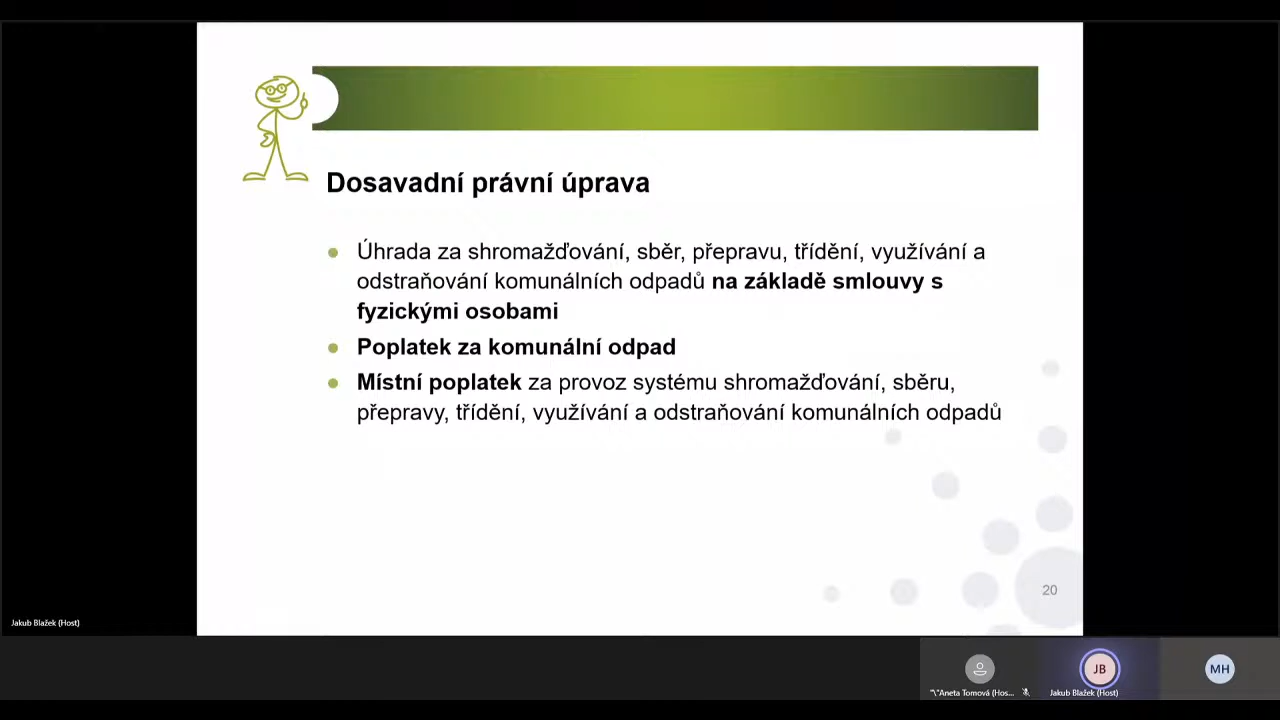 Dosavadní právní úprava
Úhrada za shromažďování, sběr, přepravu, třídění, využívání a
odstraňování komunálních odpadů na základě smlouvy s
fyzickými osobami
Poplatek za komunální odpad
Místní poplatek za provoz systému shromažďování, sběru,
přepravy, třídění, využívání a odstraňování komunálních odpadů
20
Jakub Blažek (Host)
JB
MH
"\"Aneta Tomová (Hos...
Jakub Blažek (Host)